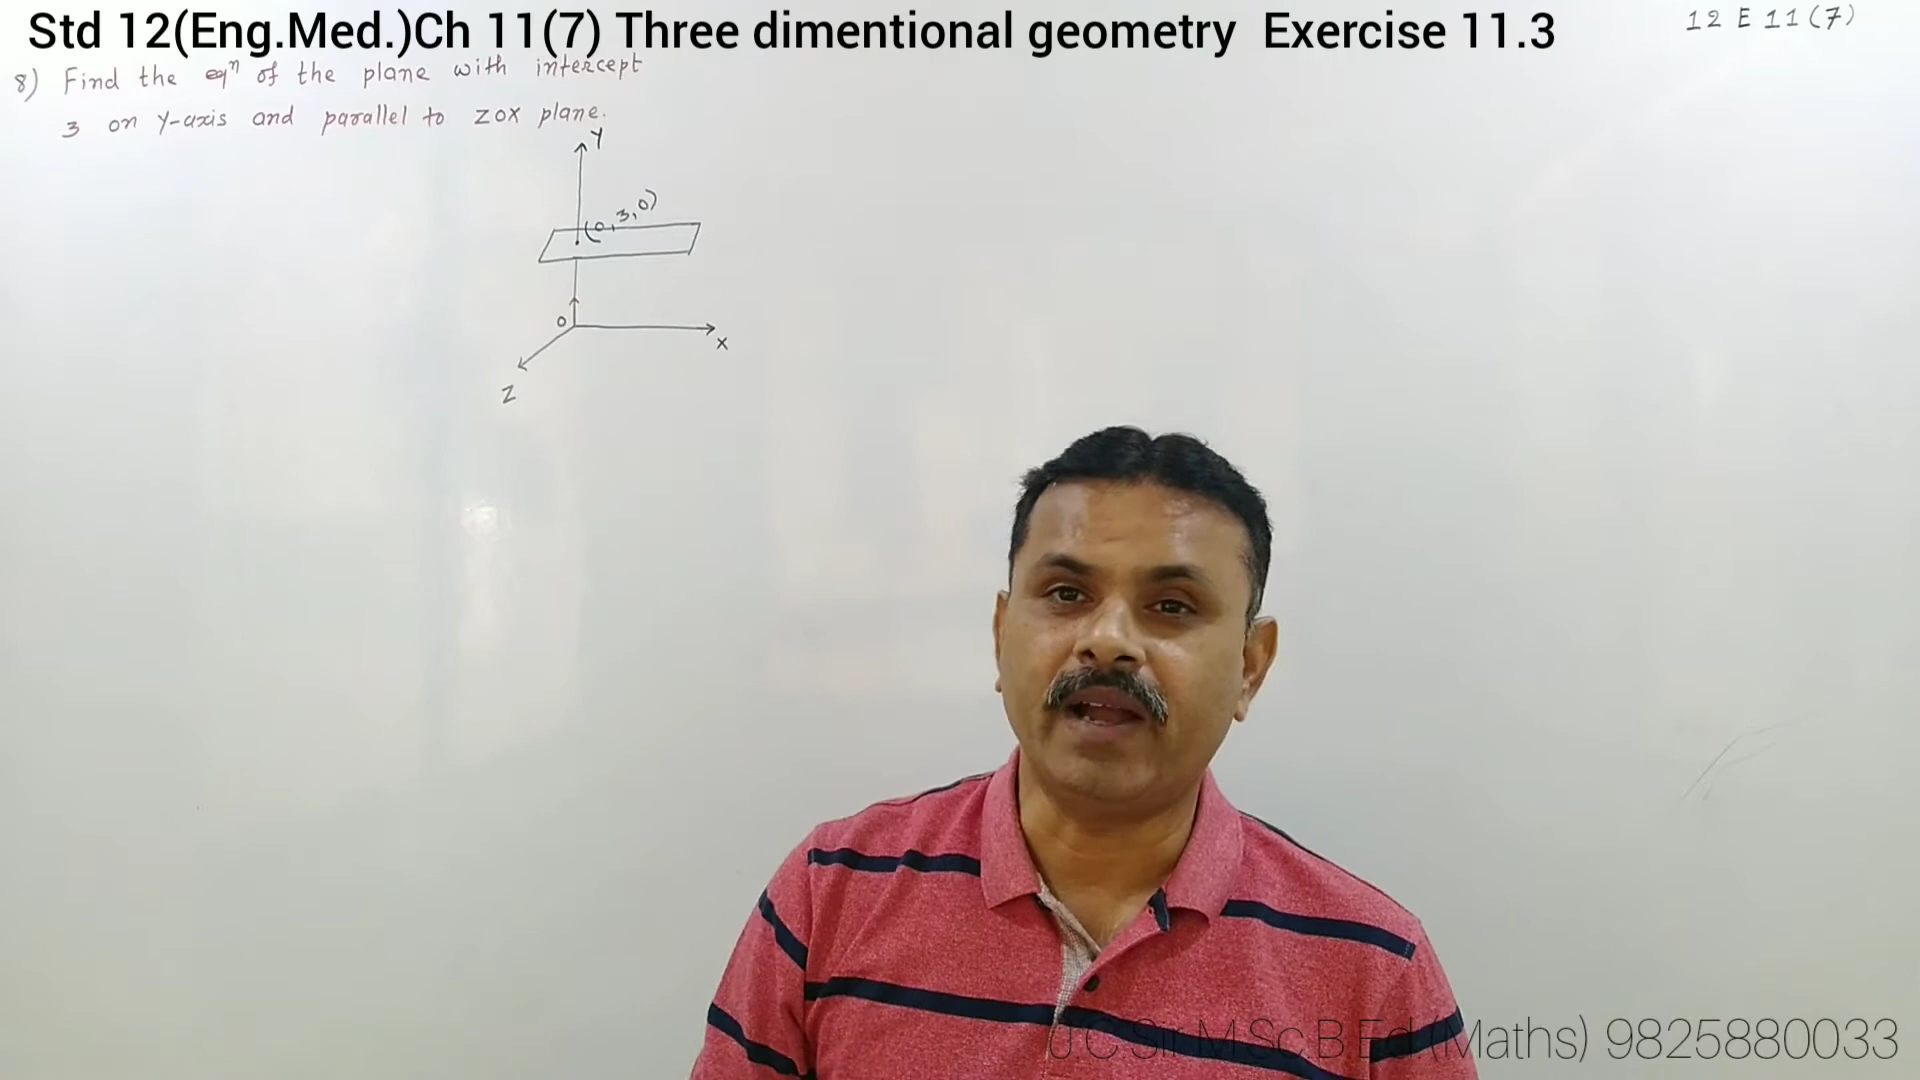 Std 12(Eng.Med.)Ch 11(7) Three dimentional geometry Exercise 11.3
12 E 11(7)
8) Find the eqⁿ of the plane with intercept
3 on Y-axis and parallel to ZOX plane.
Y
(0,3,0)
O
X
Z
J.C.Sir.M.Sc.B.Ed.(Maths) 9825880033